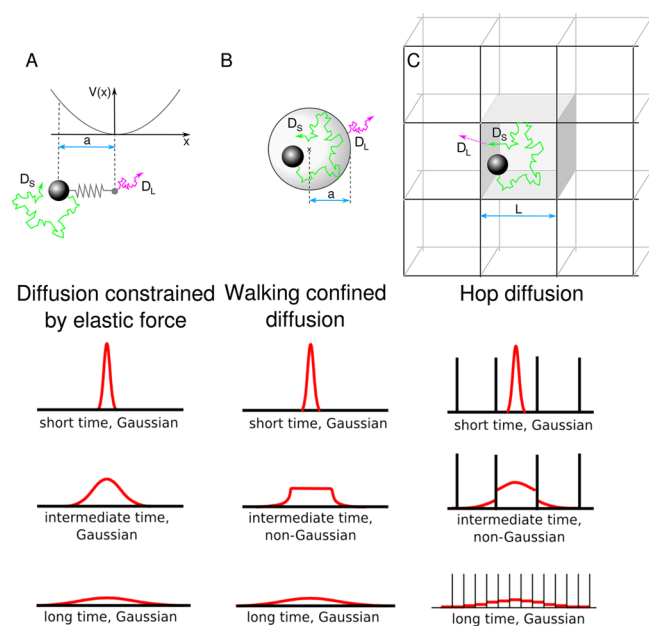 A
V(x)
x
a
D_S
D_L
B
D_S
x
D_L
a
C
D_S
D_L
L
Diffusion constrained
by elastic force
Walking confined
diffusion
Hop diffusion
short time, Gaussian
short time, Gaussian
short time, Gaussian
intermediate time,
Gaussian
intermediate time,
non-Gaussian
intermediate time,
non-Gaussian
long time, Gaussian
long time, Gaussian
long time, Gaussian